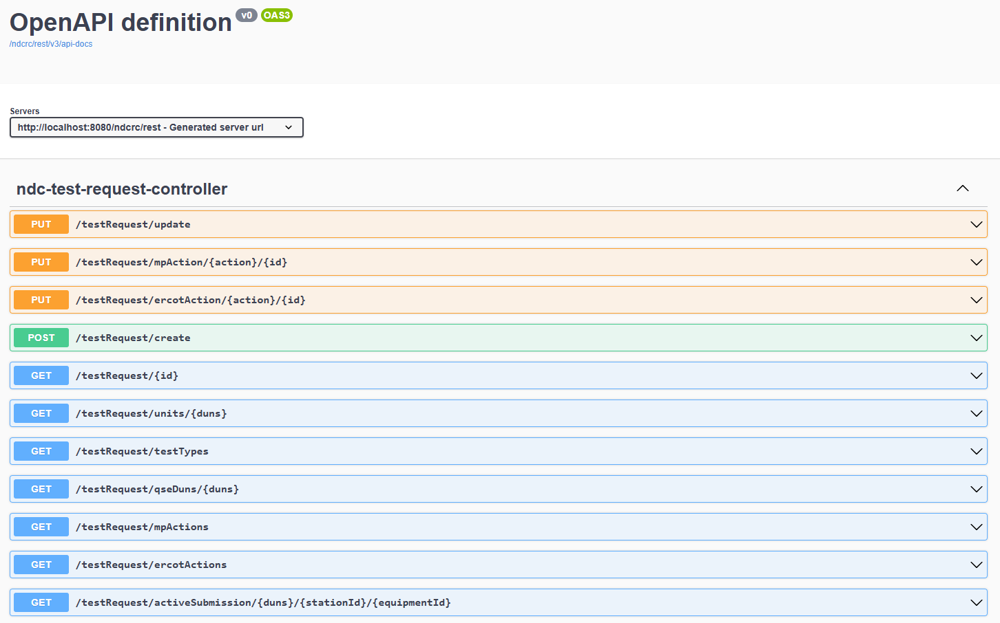 OpenAPI definition v0 OAS3
/ndcrc/rest/v3/api-docs
Servers
http://localhost:8080/ndcrc/rest - Generated server url
ndc-test-request-controller
PUT /testRequest/update
PUT /testRequest/mpAction/{action}/{id}
PUT /testRequest/ercotAction/{action}/{id}
POST /testRequest/create
GET /testRequest/{id}
GET /testRequest/units/{duns}
GET /testRequest/testTypes
GET /testRequest/qseDuns/{duns}
GET /testRequest/mpActions
GET /testRequest/ercotActions
GET /testRequest/activeSubmission/{duns}/{stationId}/{equipmentId}